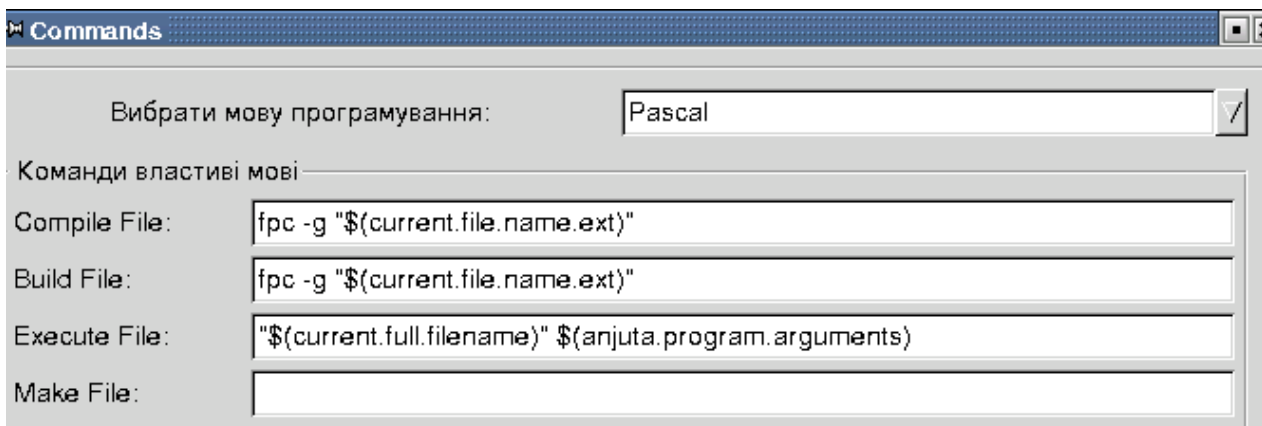 Commands
Вибрати мову програмування: Pascal
Команди властиві мові
Compile File: fpc -g "$(current.file.name.ext)"
Build File: fpc -g "$(current.file.name.ext)"
Execute File: "$(current.full.filename)" $(anjuta.program.arguments)
Make File: